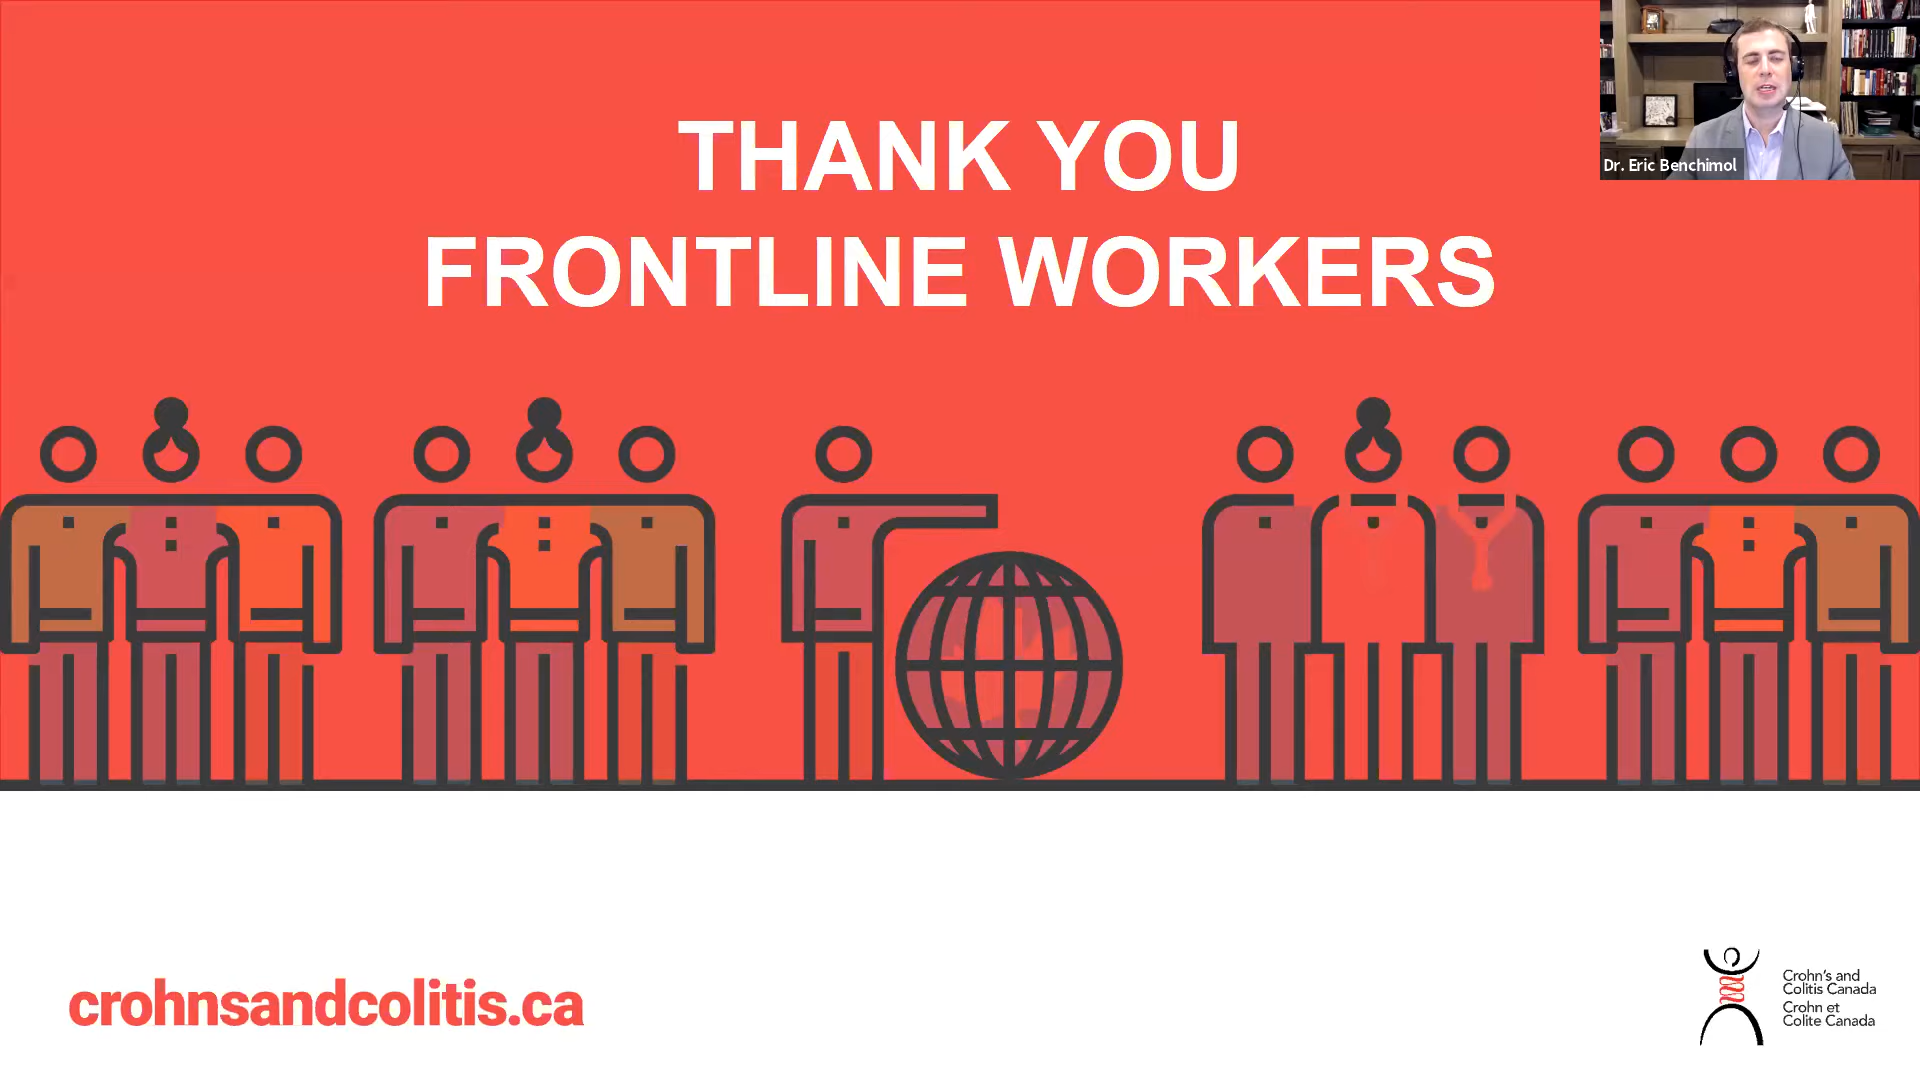 THANK YOU
FRONTLINE WORKERS
Dr. Eric Benchimol
crohnsandcolitis.ca
Crohn's and
Colitis Canada
Crohn et
Colite Canada